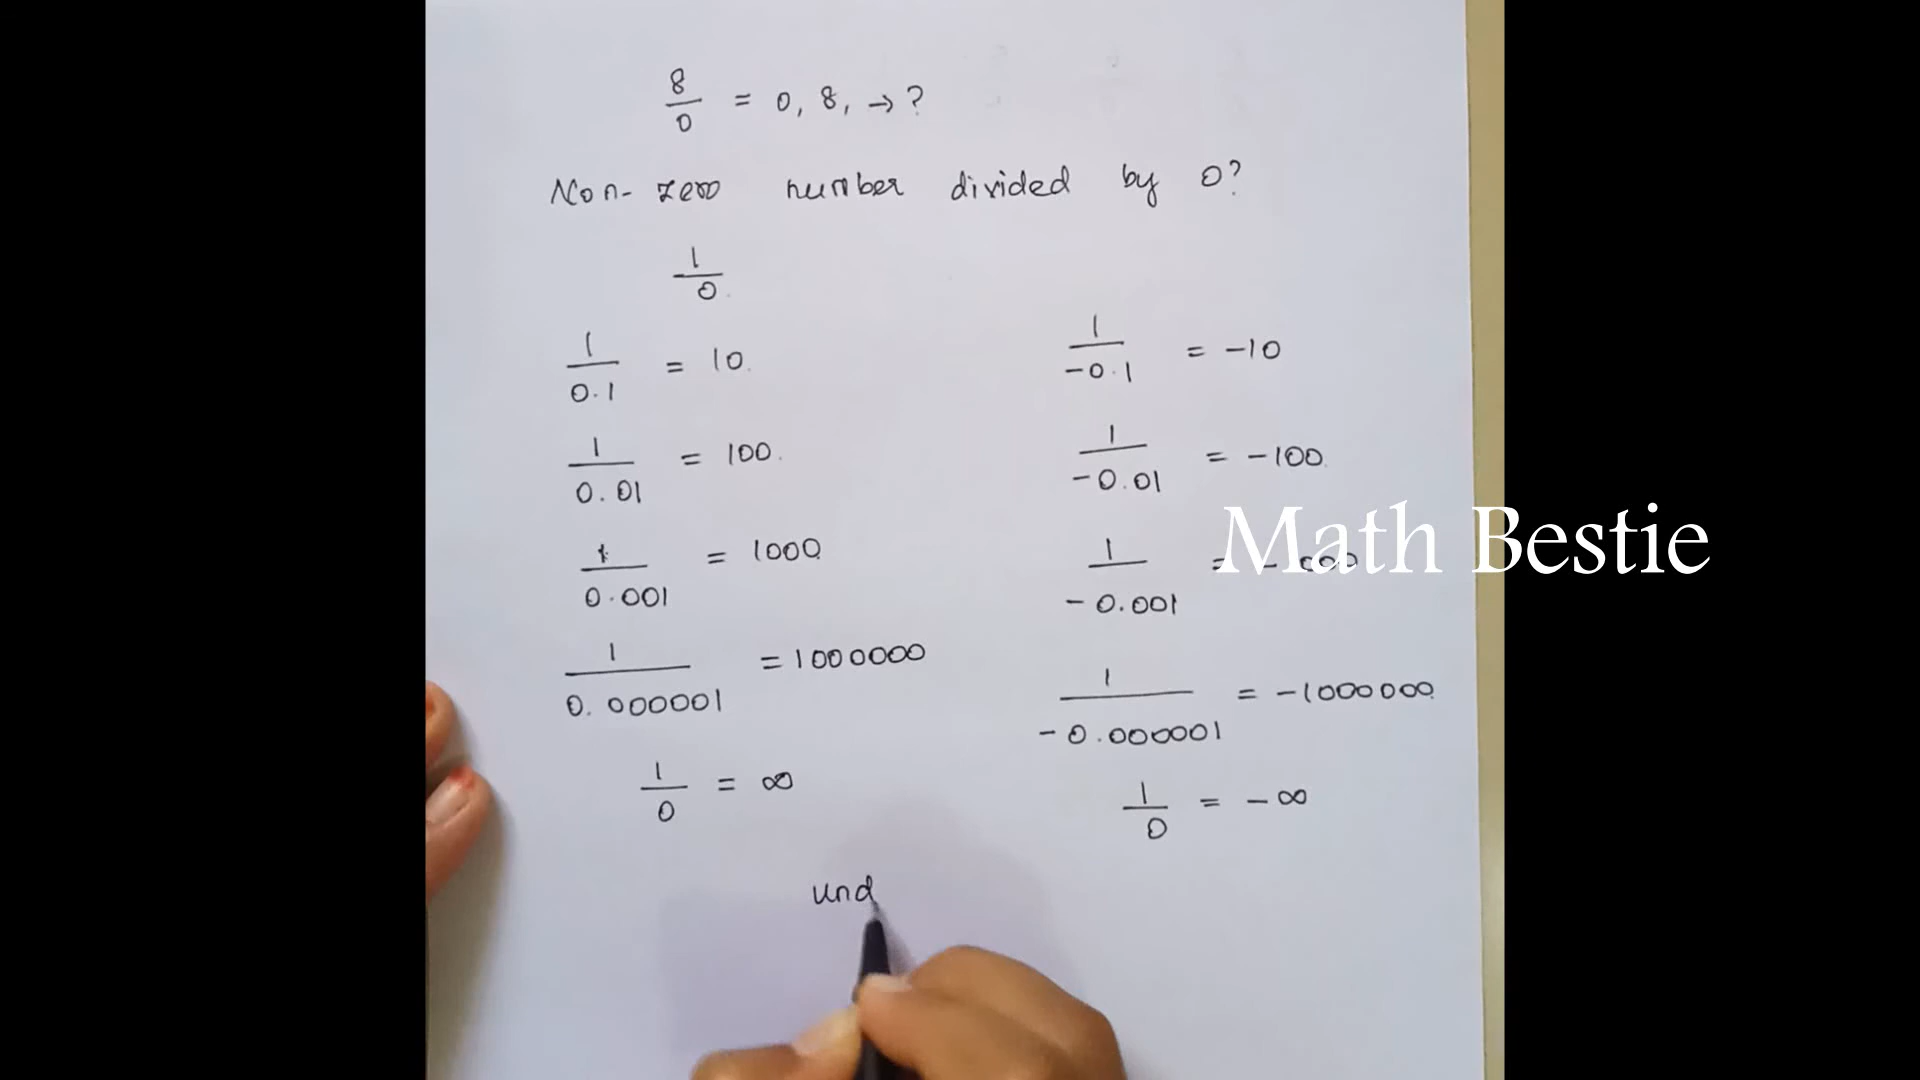 8/0 = 0, 8, → ?
Non-zero number divided by 0?
1/0
1/0.1 = 10
1/-0.1 = -10
1/0.01 = 100
1/-0.01 = -100
1/0.001 = 1000
1/-0.001 =
Math Bestie
1/0.000001 = 1000000
1/-0.000001 = -1000000
1/0 = ∞
1/0 = -∞
und